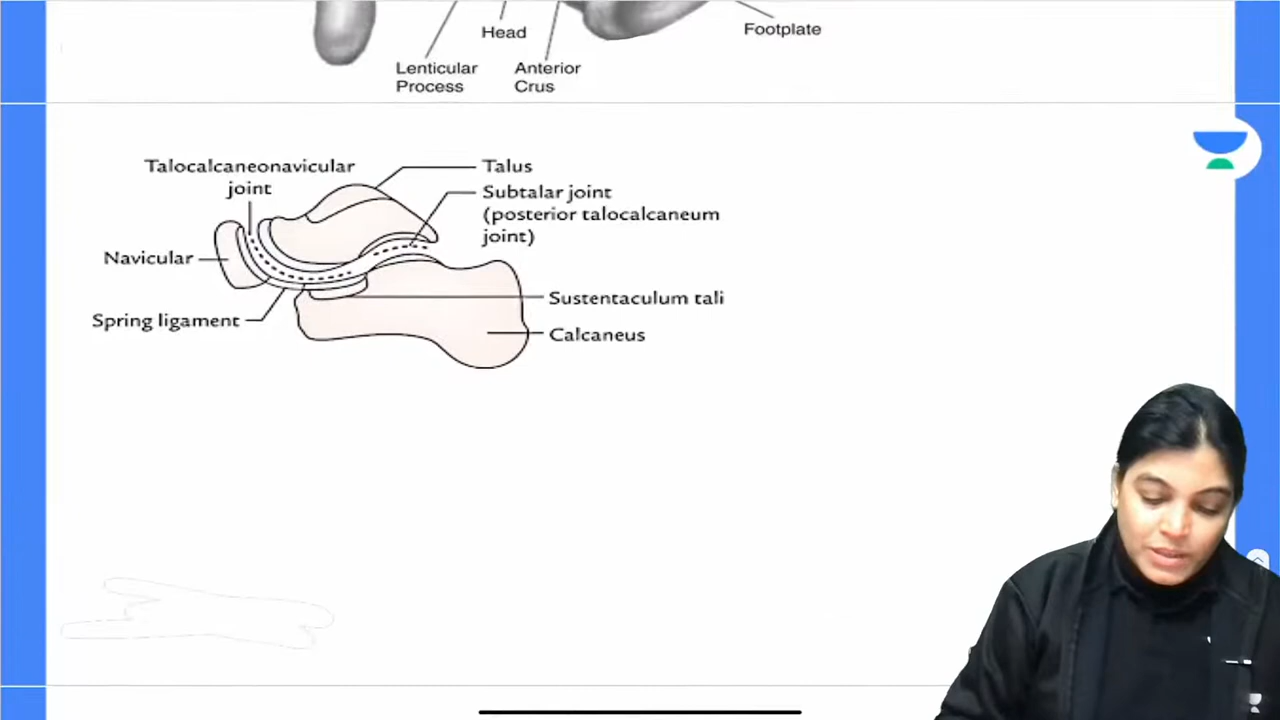 Head
Footplate
Lenticular
Process
Anterior
Crus
Talocalcaneonavicular
joint
Talus
Subtalar joint
(posterior talocalcaneum
joint)
Navicular
Sustentaculum tali
Spring ligament
Calcaneus